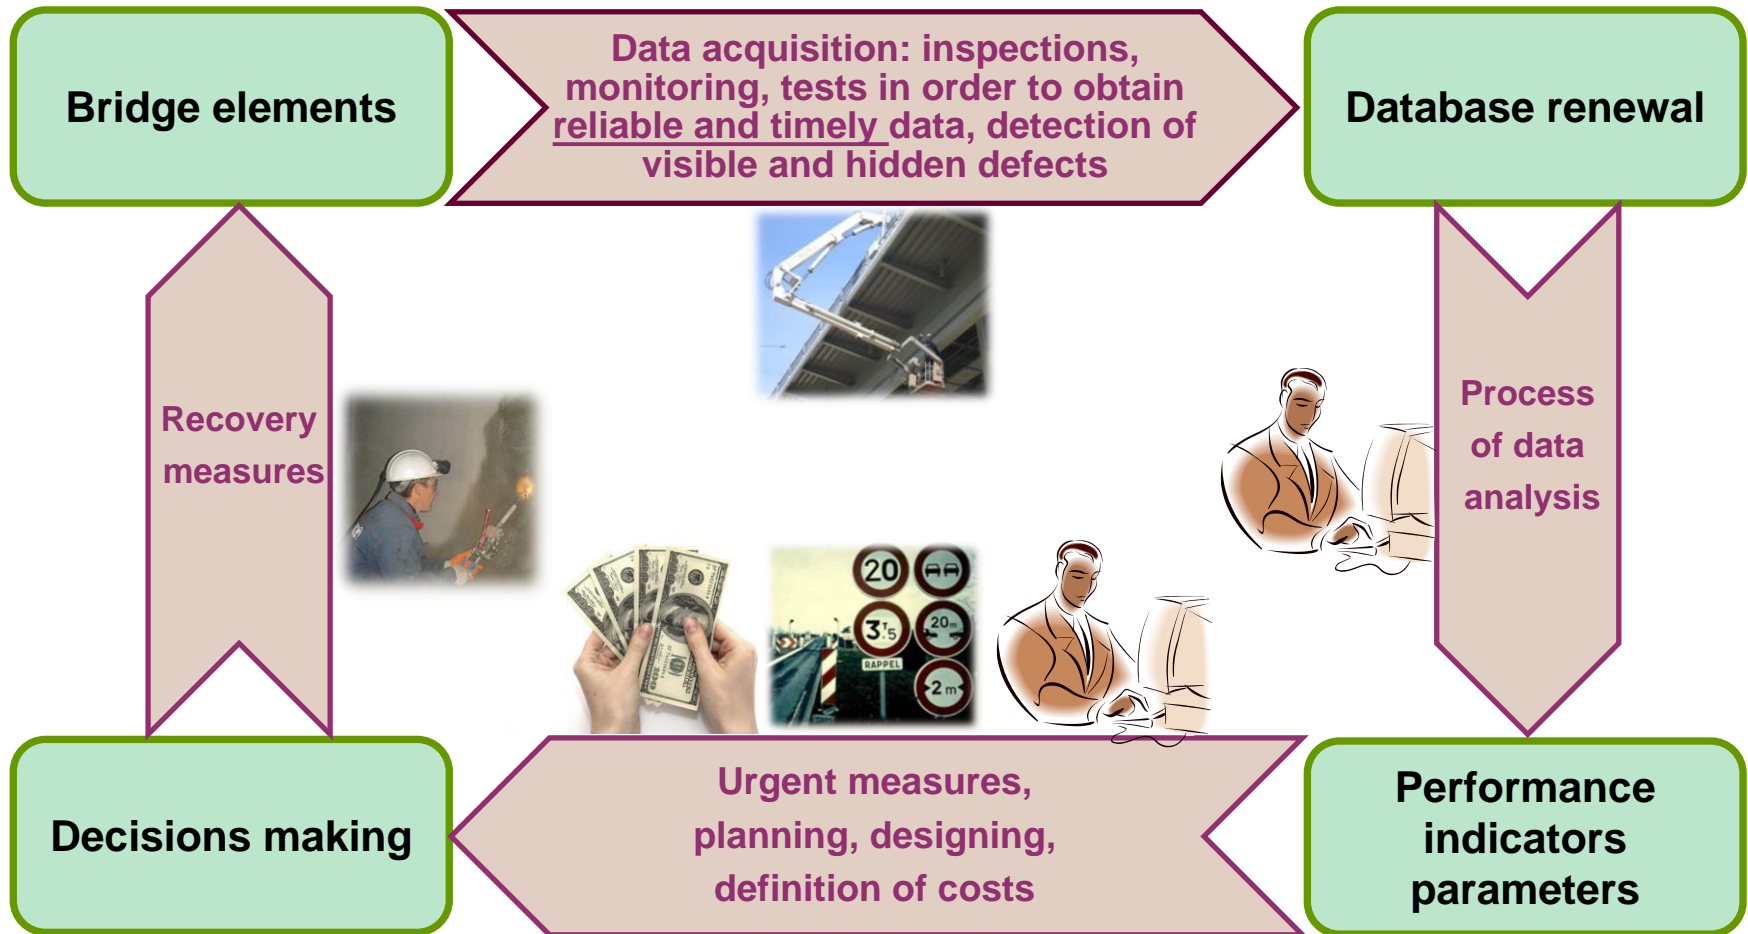 Bridge elements
Data acquisition: inspections,
monitoring, tests in order to obtain
reliable and timely data, detection of
visible and hidden defects
Database renewal
Recovery
measures
Process
of data
analysis
20
3T.5
20m
RAPPEL
2 m
Decisions making
Urgent measures,
planning, designing,
definition of costs
Performance
indicators
parameters